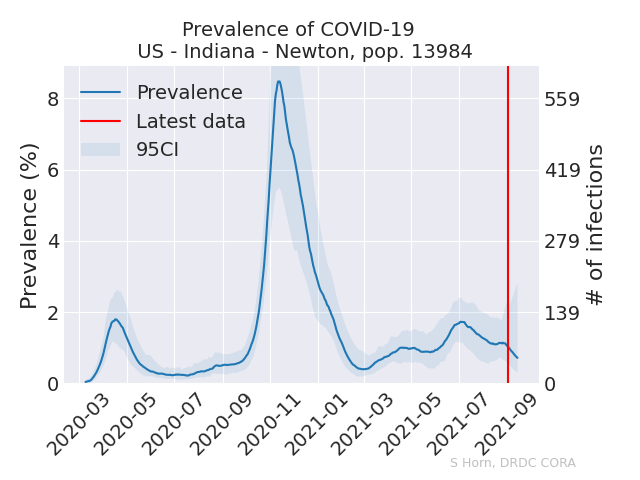 Prevalence of COVID-19
US - Indiana - Newton, pop. 13984
Prevalence
Latest data
95CI
Prevalence (%)
8
6
4
2
0
559
419
279
139
0
# of infections
2020-03
2020-05
2020-07
2020-09
2020-11
2021-01
2021-03
2021-05
2021-07
2021-09
S Horn, DRDC CORA